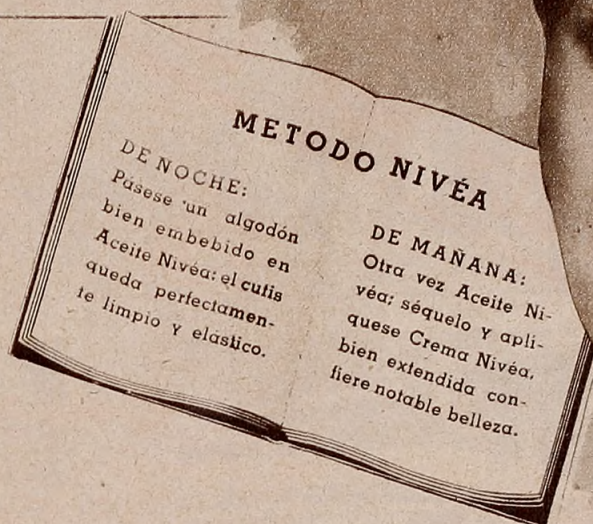 METODO NIVÉA
DE NOCHE:
Pásese un algodón
bien embebido en
Aceite Nivéa: el cutis
queda perfectamen-
te limpio y elástico.
DE MAÑANA:
Otra vez Aceite Ni-
véa; séquelo y aplí-
quese Crema Nivéa,
bien extendida con-
fiere notable belleza.